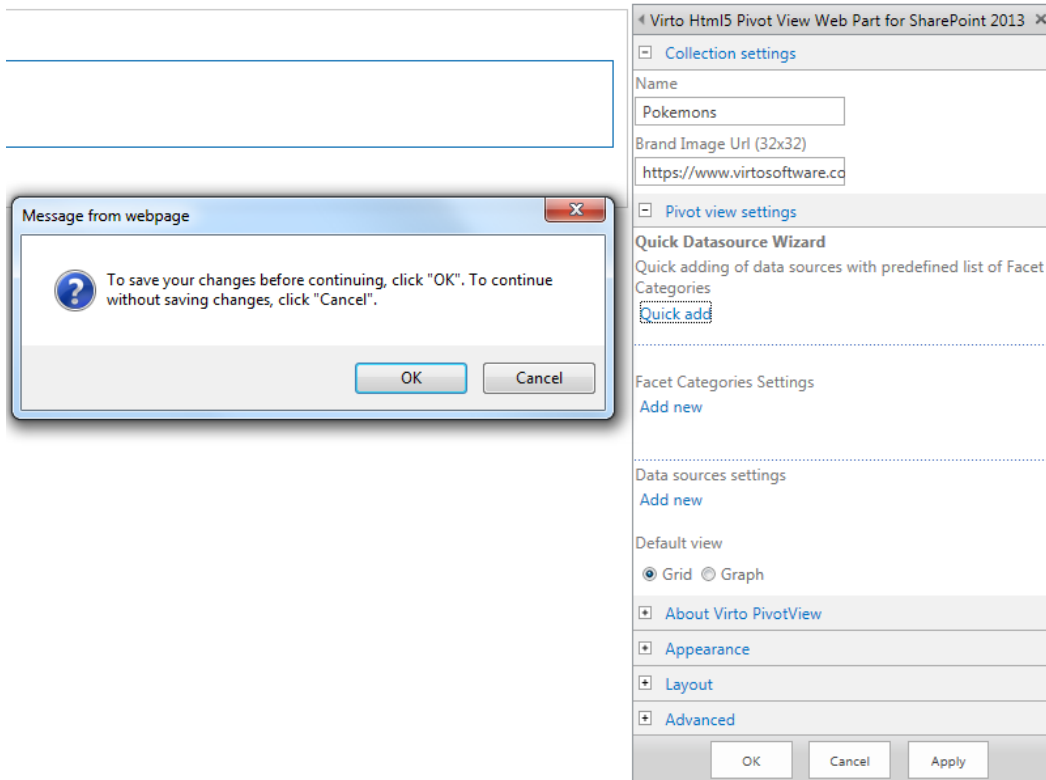 Virto Html5 Pivot View Web Part for SharePoint 2013
Collection settings
Name
Pokemons
Brand Image Url (32x32)
https://www.virtosoftware.co
Pivot view settings
Quick Datasource Wizard
Quick adding of data sources with predefined list of Facet
Categories
Quick add
Facet Categories Settings
Add new
Data sources settings
Add new
Default view
Grid Graph
About Virto PivotView
Appearance
Layout
Advanced
OK Cancel Apply
Message from webpage
To save your changes before continuing, click "OK". To continue
without saving changes, click "Cancel".
OK Cancel